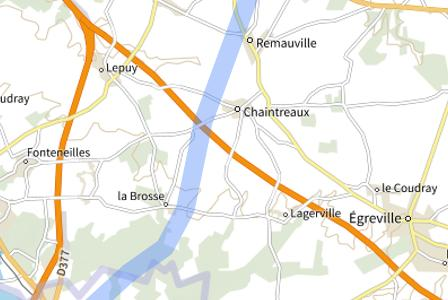 Remauville
Lepuy
oudray
Chaintreaux
Fonteneilles
la Brosse
le Coudray
Lagerville
Égreville
D377